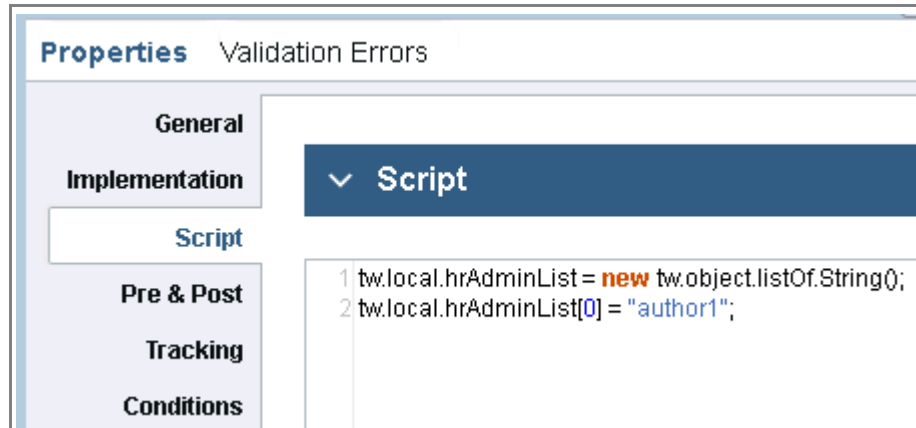 Properties Validation Errors
General
Implementation
Script
Pre & Post
Tracking
Conditions
Script
1 tw.local.hrAdminList = new tw.object.listOf.String();
2 tw.local.hrAdminList[0] = "author1";